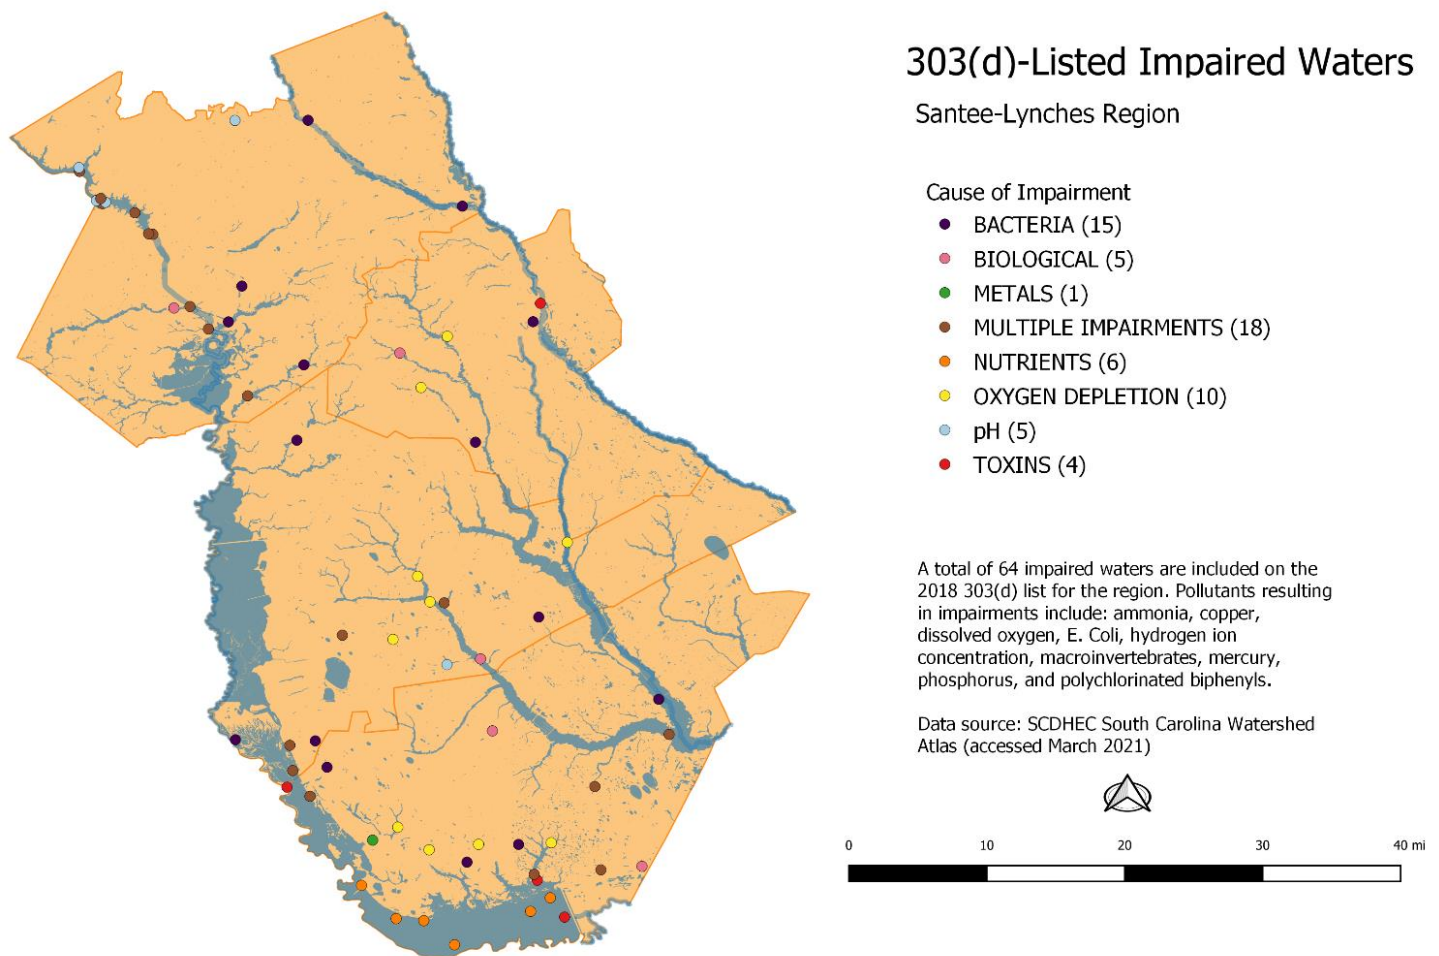 303(d)-Listed Impaired Waters
Santee-Lynches Region
Cause of Impairment
BACTERIA (15)
BIOLOGICAL (5)
METALS (1)
MULTIPLE IMPAIRMENTS (18)
NUTRIENTS (6)
OXYGEN DEPLETION (10)
pH (5)
TOXINS (4)
A total of 64 impaired waters are included on the
2018 303(d) list for the region. Pollutants resulting
in impairments include: ammonia, copper,
dissolved oxygen, E. Coli, hydrogen ion
concentration, macroinvertebrates, mercury,
phosphorus, and polychlorinated biphenyls.
Data source: SCDHEC South Carolina Watershed
Atlas (accessed March 2021)
0 10 20 30 40 mi